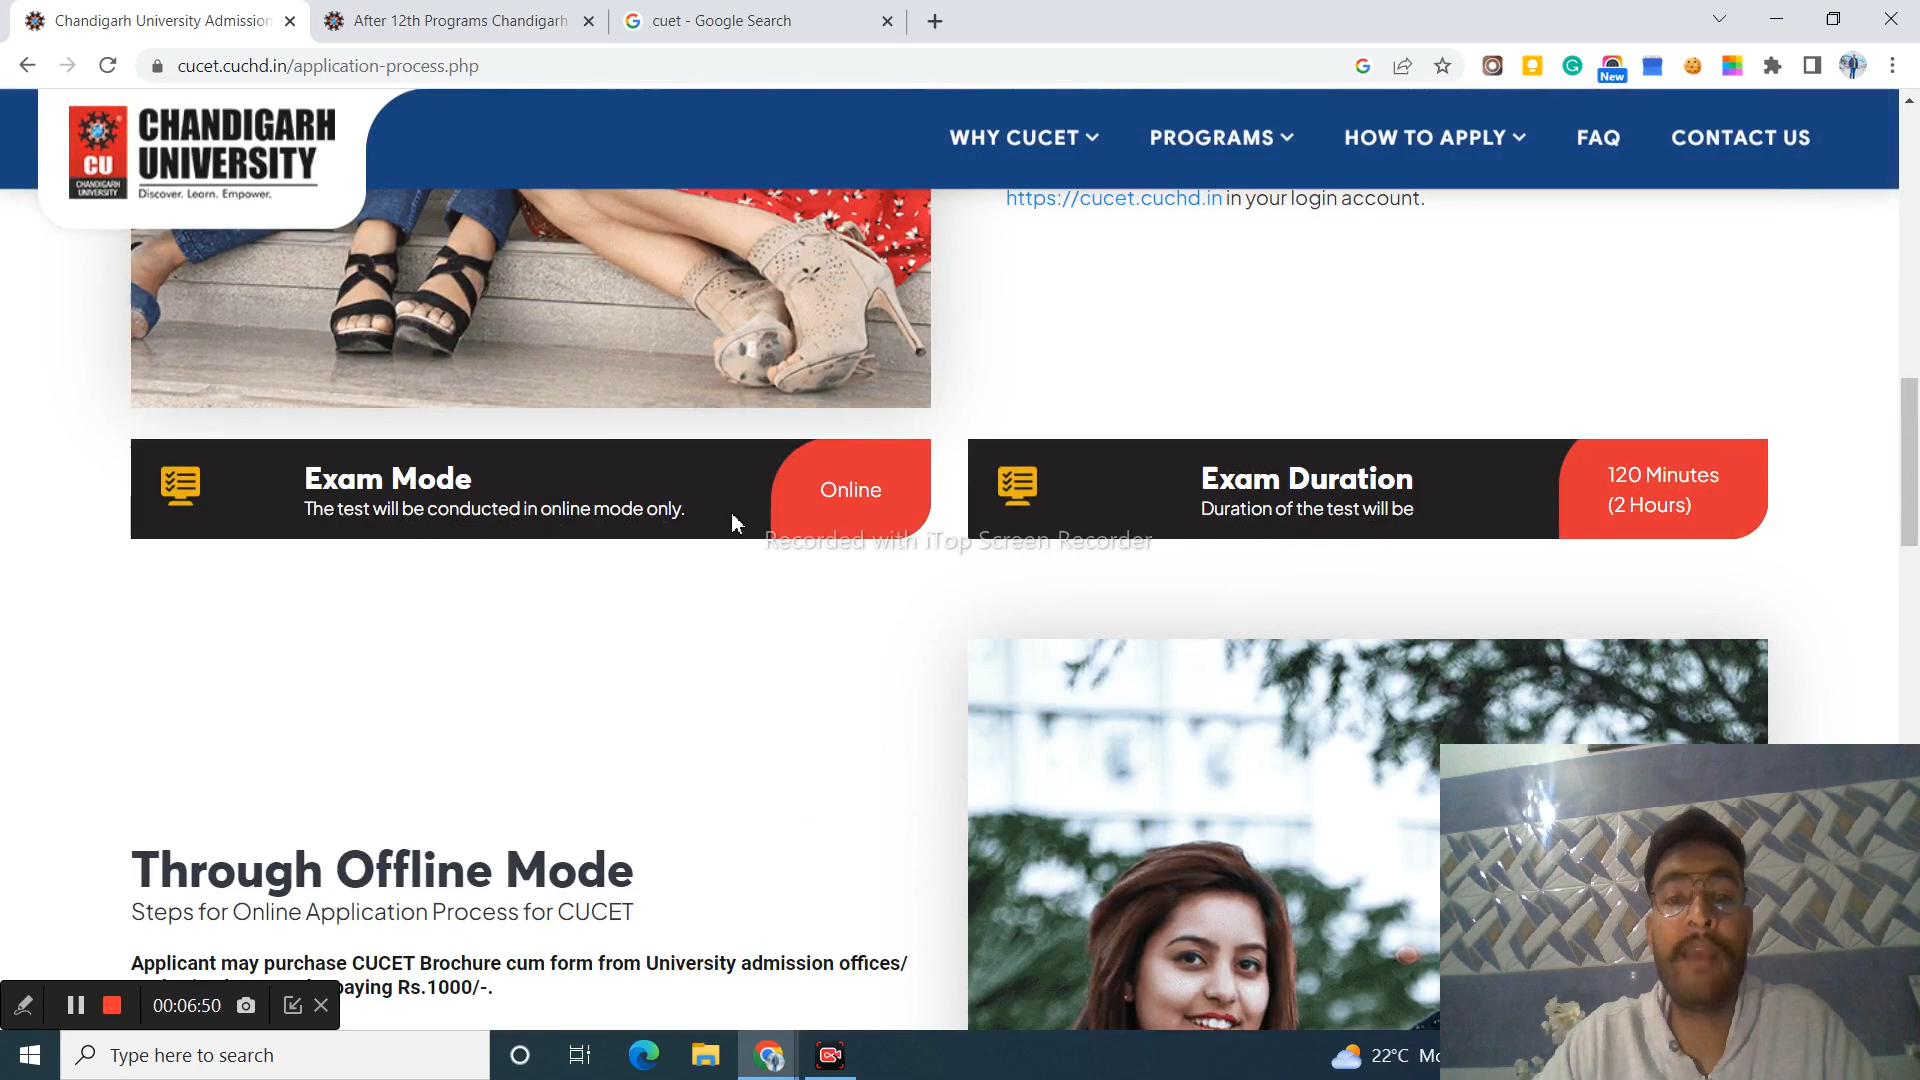 Chandigarh University Admission
After 12th Programs Chandigarh
cuet - Google Search
cucet.cuchd.in/application-process.php
New
CU
CHANDIGARH
UNIVERSITY
CHANDIGARH
UNIVERSITY
Discover. Learn. Empower.
WHY CUCET
PROGRAMS
HOW TO APPLY
FAQ
CONTACT US
https://cucet.cuchd.in in your login account.
Exam Mode
The test will be conducted in online mode only.
Online
Exam Duration
Duration of the test will be
120 Minutes
(2 Hours)
Recorded with iTop Screen Recorder
Through Offline Mode
Steps for Online Application Process for CUCET
Applicant may purchase CUCET Brochure cum form from University admission offices/
paying Rs.1000/-.
00:06:50
Type here to search
22°C